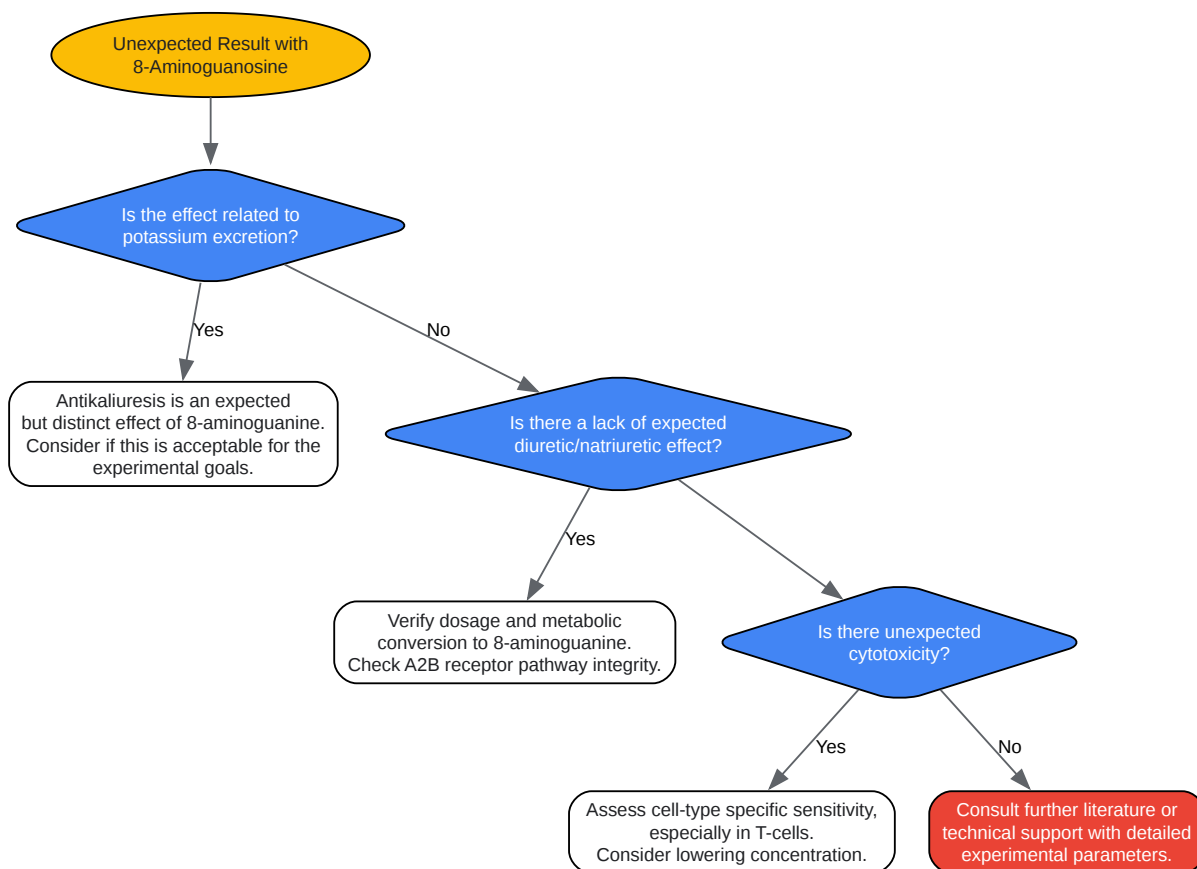 Unexpected Result with
8-Aminoguanosine
Is the effect related to
potassium excretion?
Yes
No
Antikaliuresis is an expected
but distinct effect of 8-aminoguanine.
Consider if this is acceptable for the
experimental goals.
Is there a lack of expected
diuretic/natriuretic effect?
Yes
Verify dosage and metabolic
conversion to 8-aminoguanine.
Check A2B receptor pathway integrity.
Is there unexpected
cytotoxicity?
Yes
No
Assess cell-type specific sensitivity,
especially in T-cells.
Consider lowering concentration.
Consult further literature or
technical support with detailed
experimental parameters.